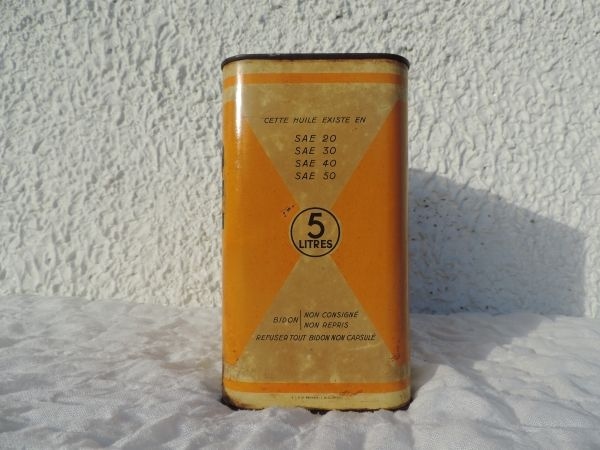 CETTE HUILE EXISTE EN
SAE 20
SAE 30
SAE 40
SAE 50
5
LITRES
BIDON NON CONSIGNÉ
NON REPRIS
REFUSER TOUT BIDON NON CAPSULÉ